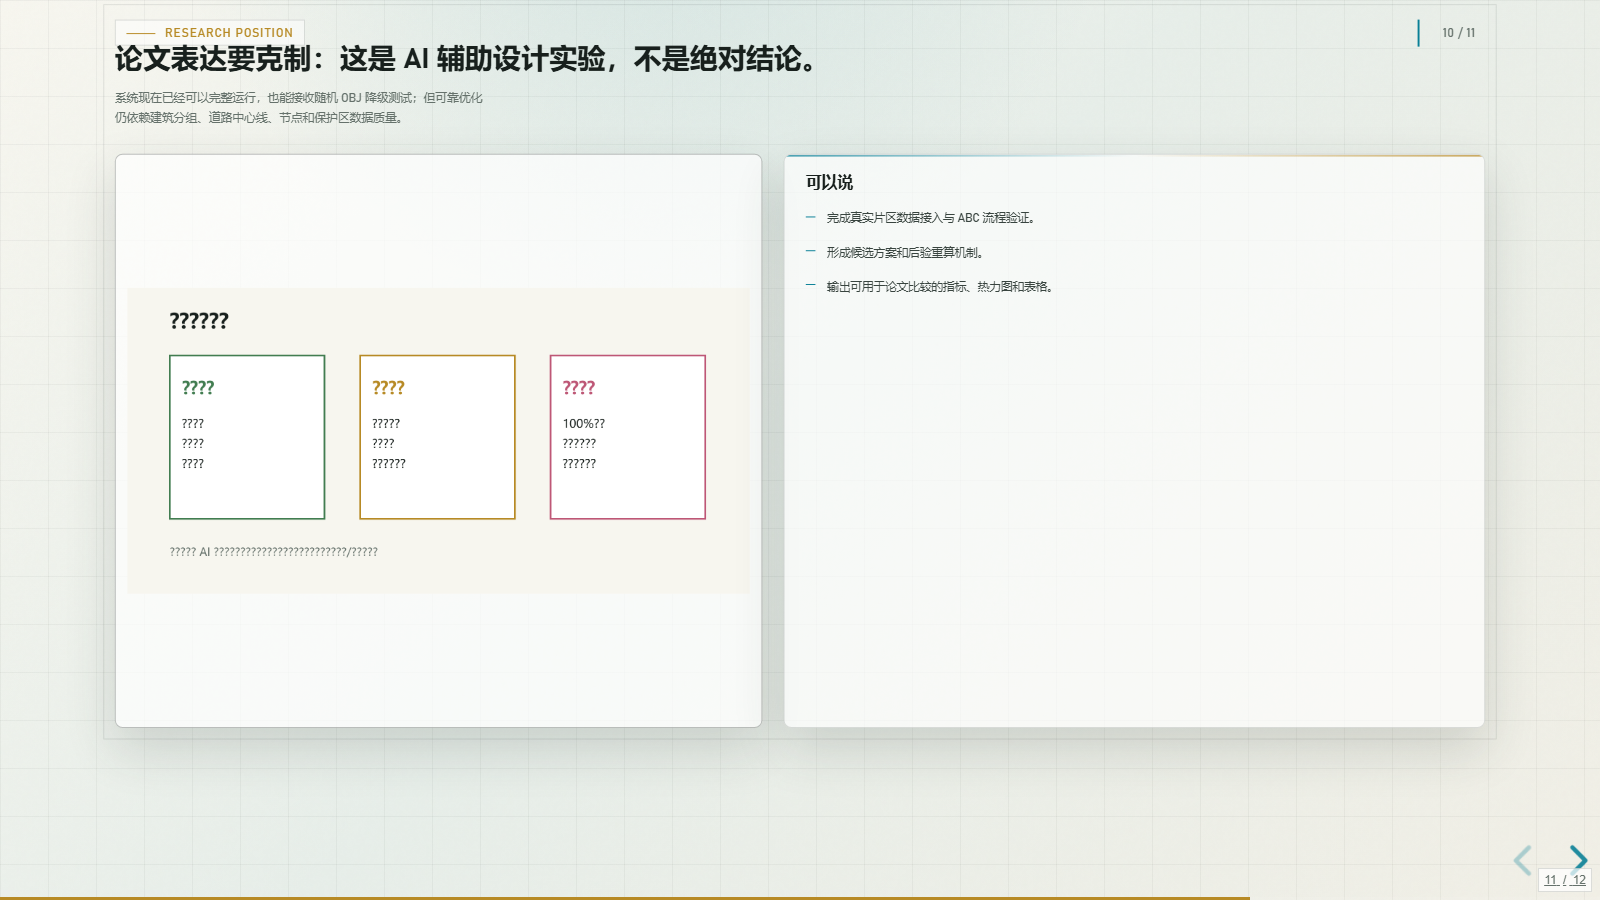 RESEARCH POSITION
10 / 11
论文表达要克制：这是 AI 辅助设计实验，不是绝对结论。
系统现在已经可以完整运行，也能接收随机 OBJ 降级测试；但可靠优化
仍依赖建筑分组、道路中心线、节点和保护区数据质量。
??????
????
????
????
????
????
?????
????
??????
????
100%??
??????
??????
????? AI ?????????????????????????/?????
可以说
完成真实片区数据接入与 ABC 流程验证。
形成候选方案和后验重算机制。
输出可用于论文比较的指标、热力图和表格。
11 / 12